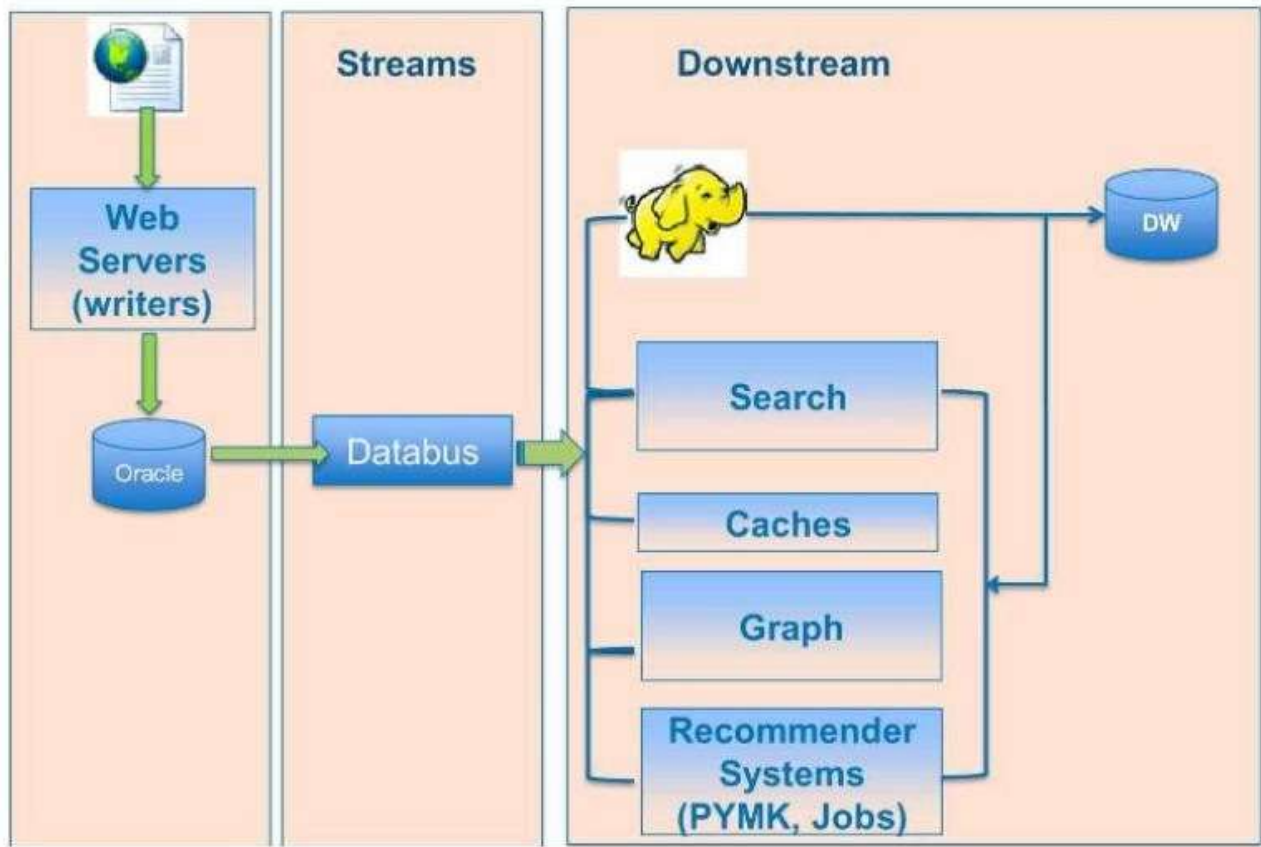 Web
Servers
(writers)
Oracle
Streams
Databus
Downstream
DW
Search
Caches
Graph
Recommender
Systems
(PYMK, Jobs)